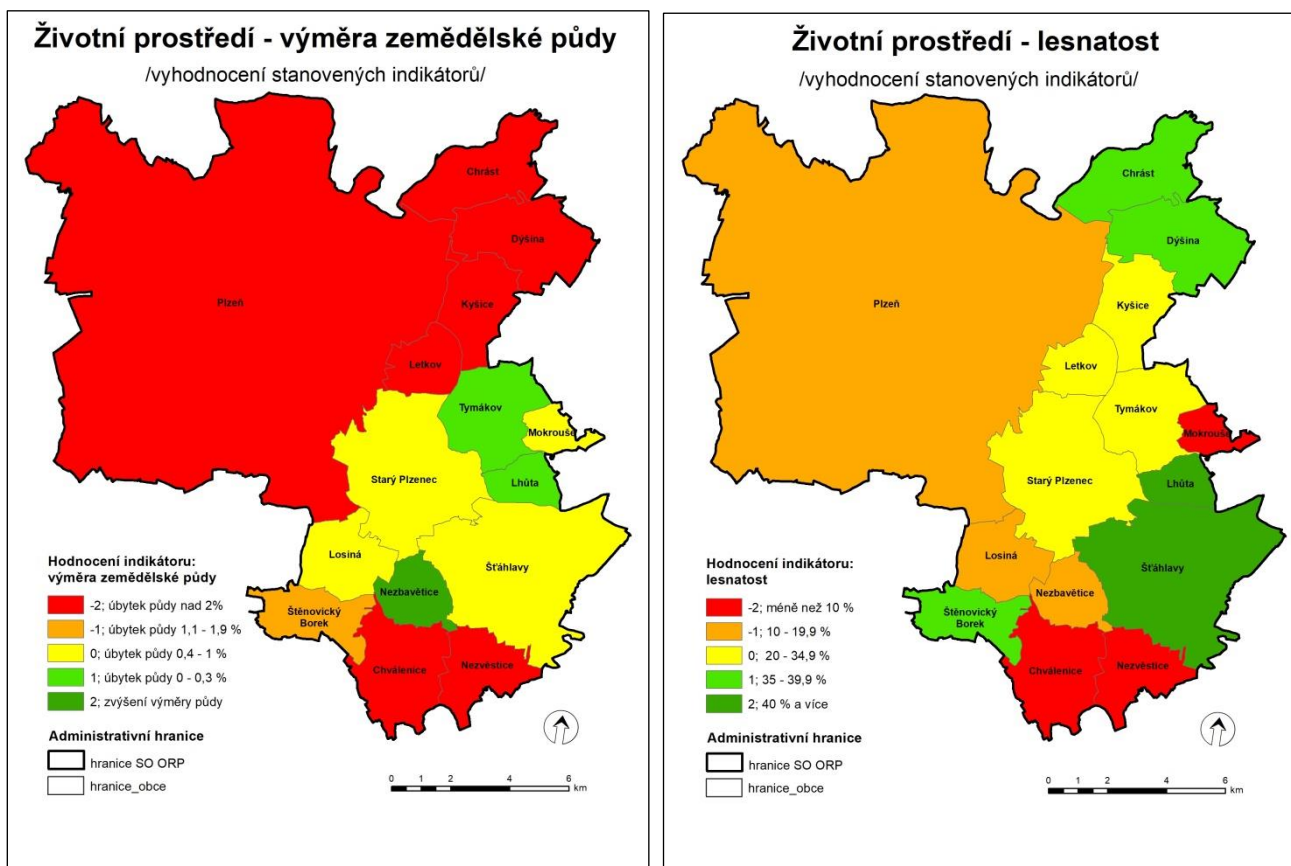 Životní prostředí - výměra zemědělské půdy
/vyhodnocení stanovených indikátorů/
Chrást
Dýšina
Plzeň
Kyšice
Letkov
Tymákov
Mokrouše
Starý Plzenec
Lhůta
Losiná
Šťáhlavy
Nezbavětice
Štěnovický
Borek
Chválenice
Nezvěstice
Hodnocení indikátoru:
výměra zemědělské půdy
-2; úbytek půdy nad 2%
-1; úbytek půdy 1,1 - 1,9 %
0; úbytek půdy 0,4 - 1 %
1; úbytek půdy 0 - 0,3 %
2; zvýšení výměry půdy
Administrativní hranice
hranice SO ORP
hranice_obce
0 1 2 4 6
km
Životní prostředí - lesnatost
/vyhodnocení stanovených indikátorů/
Chrást
Dýšina
Plzeň
Kyšice
Letkov
Tymákov
Mokrouše
Starý Plzenec
Lhůta
Losiná
Šťáhlavy
Nezbavětice
Štěnovický
Borek
Chválenice
Nezvěstice
Hodnocení indikátoru:
lesnatost
-2; méně než 10 %
-1; 10 - 19,9 %
0; 20 - 34,9 %
1; 35 - 39,9 %
2; 40 % a více
Administrativní hranice
hranice SO ORP
hranice_obce
0 1 2 4 6
km